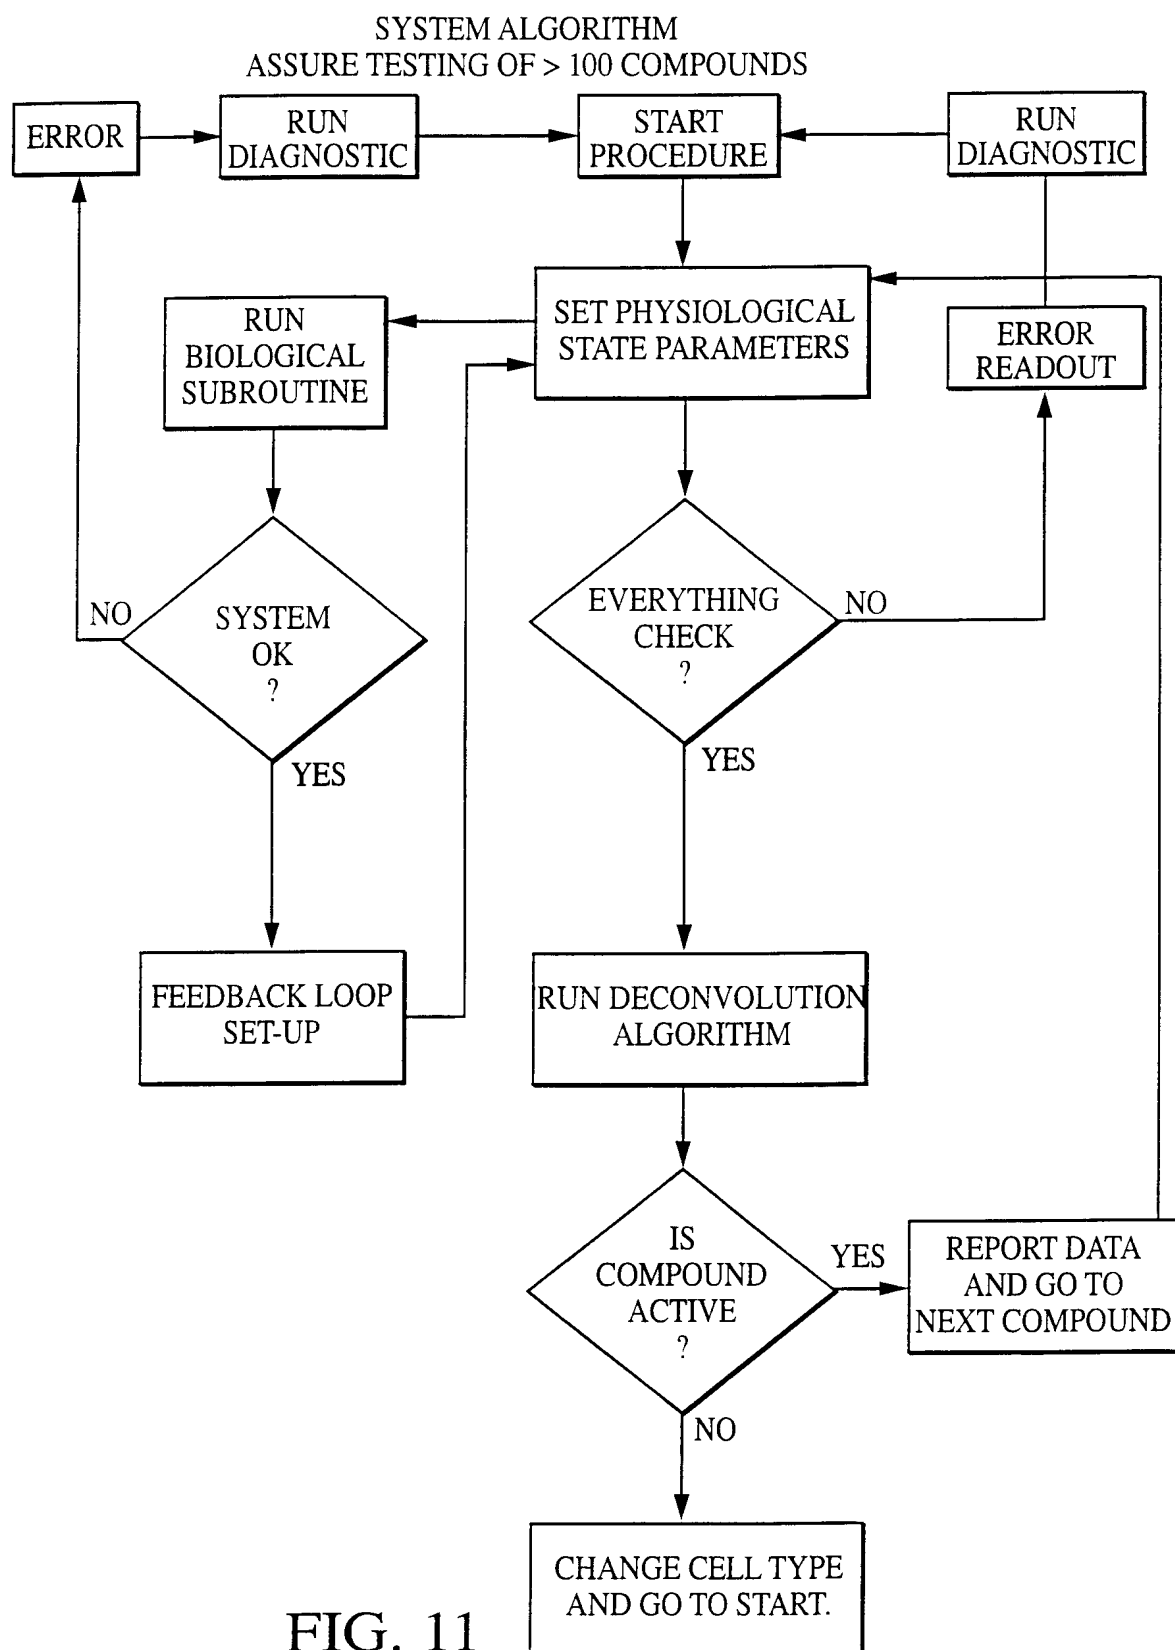 SYSTEM ALGORITHM
ASSURE TESTING OF > 100 COMPOUNDS
ERROR
RUN
DIAGNOSTIC
START
PROCEDURE
RUN
DIAGNOSTIC
RUN
BIOLOGICAL
SUBROUTINE
SET PHYSIOLOGICAL
STATE PARAMETERS
ERROR
READOUT
NO
SYSTEM
OK
?
YES
EVERYTHING
CHECK
?
NO
YES
FEEDBACK LOOP
SET-UP
RUN DECONVOLUTION
ALGORITHM
IS
COMPOUND
ACTIVE
?
YES
REPORT DATA
AND GO TO
NEXT COMPOUND
NO
CHANGE CELL TYPE
AND GO TO START.
FIG. 11